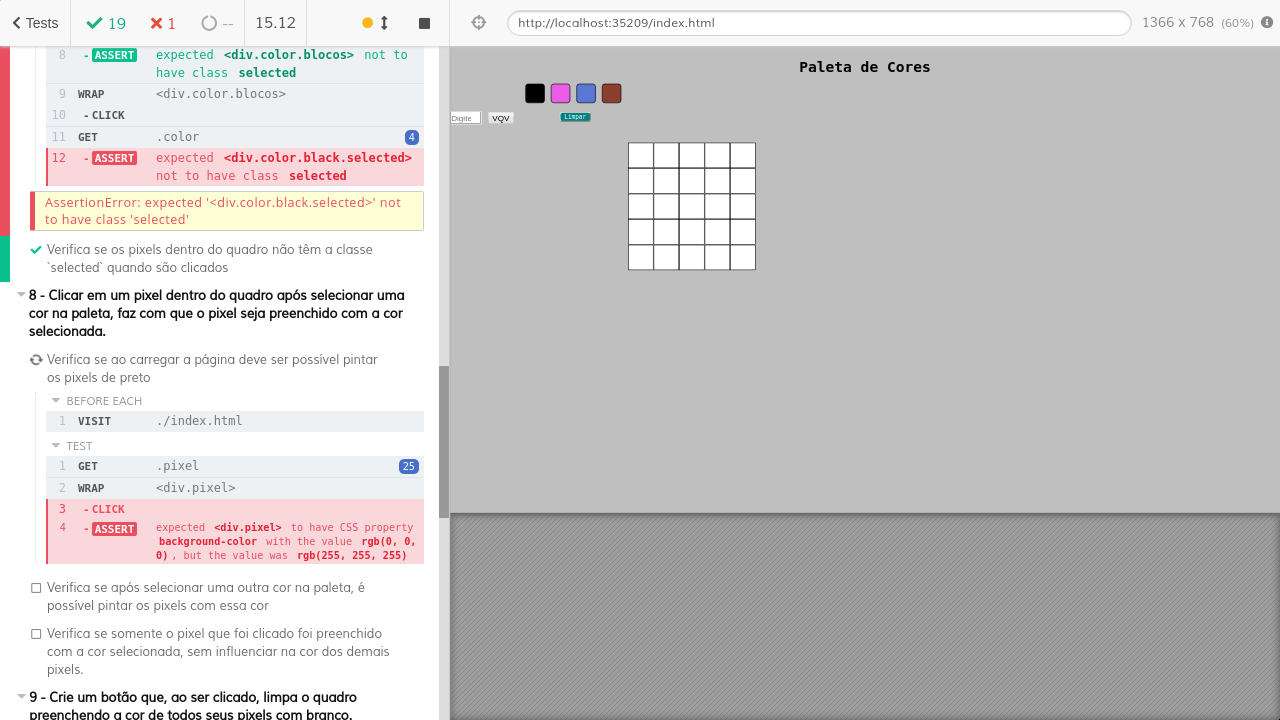 Tests
19
1
--
15.12
http://localhost:35209/index.html
1366 x 768 (60%)
8 -ASSERT expected <div.color.blocos> not to
have class selected
9 WRAP <div.color.blocos>
10 -CLICK
11 GET .color 4
12 -ASSERT expected <div.color.black.selected>
not to have class selected
AssertionError: expected '<div.color.black.selected>' not
to have class 'selected'
Verifica se os pixels dentro do quadro não têm a classe
`selected` quando são clicados
8 - Clicar em um pixel dentro do quadro após selecionar uma
cor na paleta, faz com que o pixel seja preenchido com a cor
selecionada.
Verifica se ao carregar a página deve ser possível pintar
os pixels de preto
BEFORE EACH
1 VISIT ./index.html
TEST
1 GET .pixel 25
2 WRAP <div.pixel>
3 -CLICK
4 -ASSERT expected <div.pixel> to have CSS property
background-color with the value rgb(0, 0,
0), but the value was rgb(255, 255, 255)
Verifica se após selecionar uma outra cor na paleta, é
possível pintar os pixels com essa cor
Verifica se somente o pixel que foi clicado foi preenchido
com a cor selecionada, sem influenciar na cor dos demais
pixels.
9 - Crie um botão que, ao ser clicado, limpa o quadro
preenchendo a cor de todos seus pixels com branco.
Paleta de Cores
Digite
VQV
Limpar